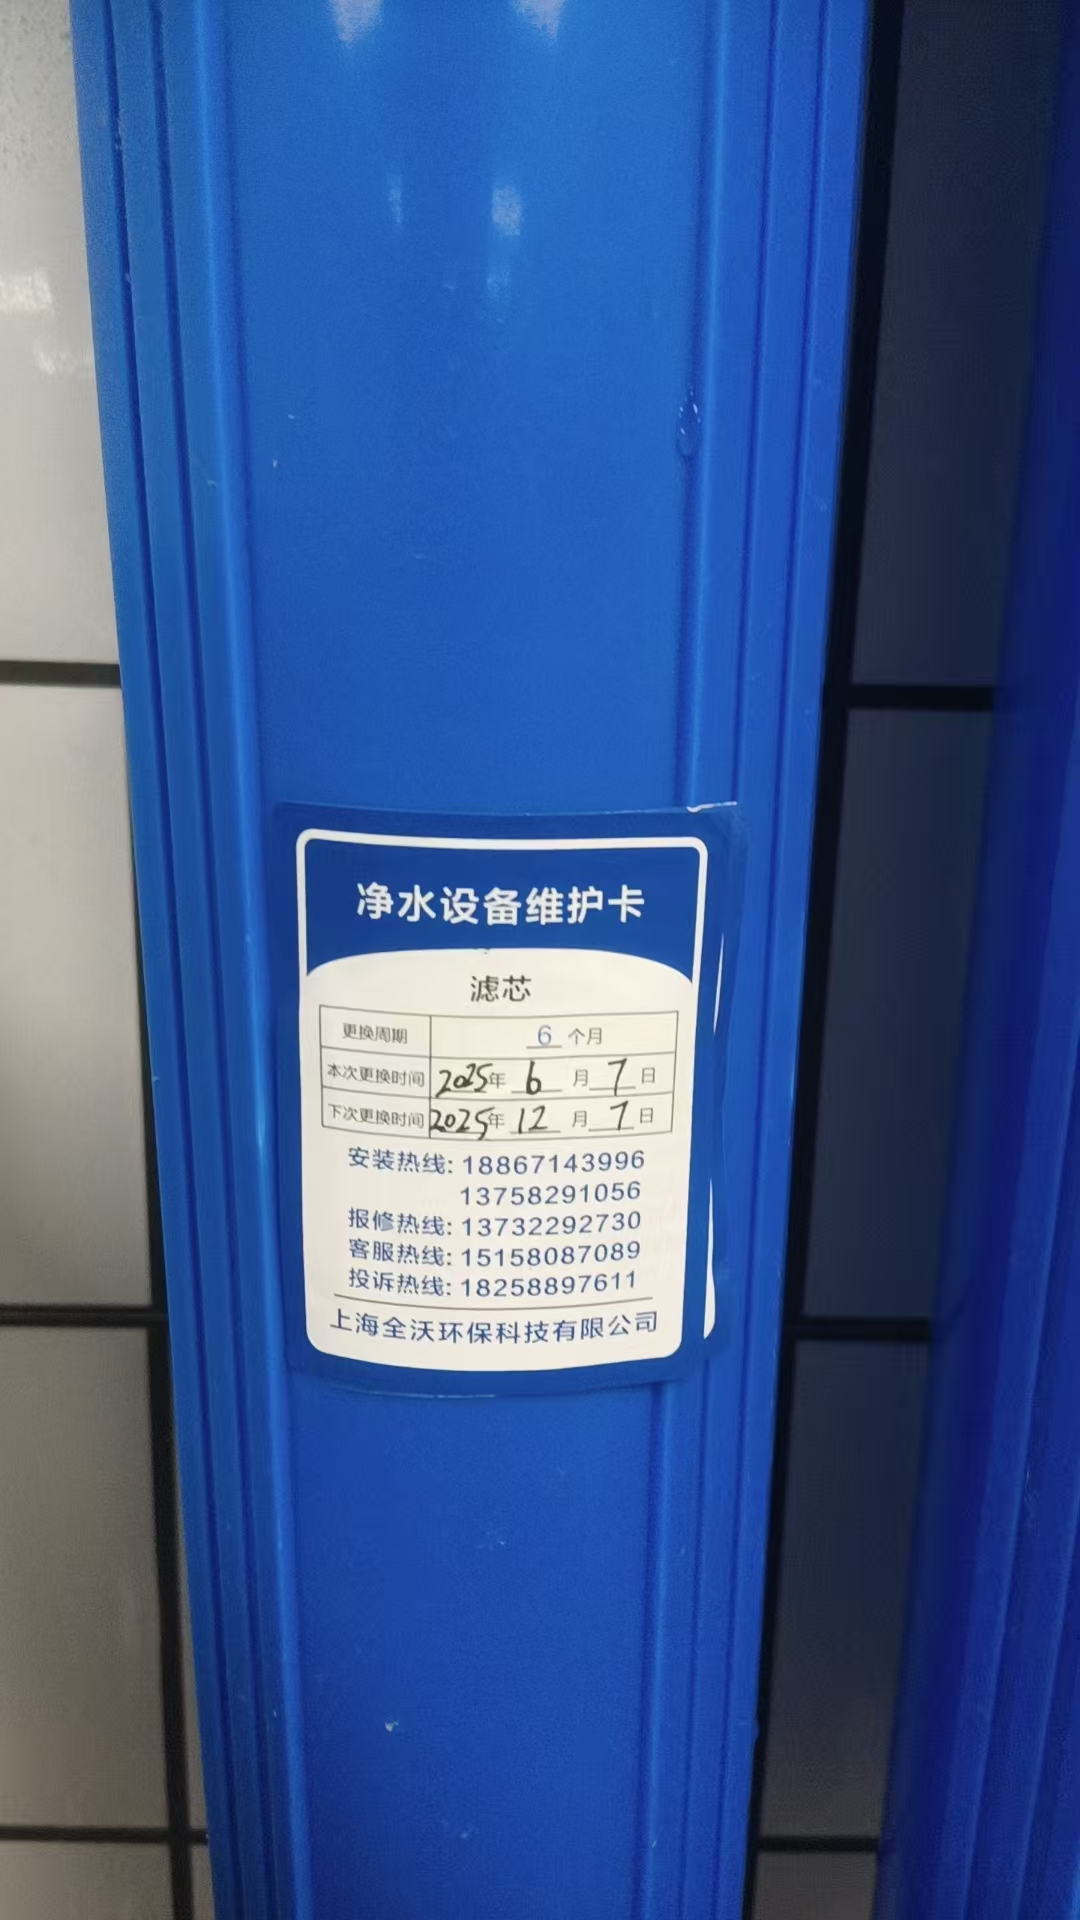 净水设备维护卡
滤芯
更换周期 6 个月
本次更换时间 2025年 6 月 7 日
下次更换时间 2025年 12 月 7 日
安装热线: 18867143996
13758291056
报修热线: 13732292730
客服热线: 15158087089
投诉热线: 18258897611
上海全沃环保科技有限公司